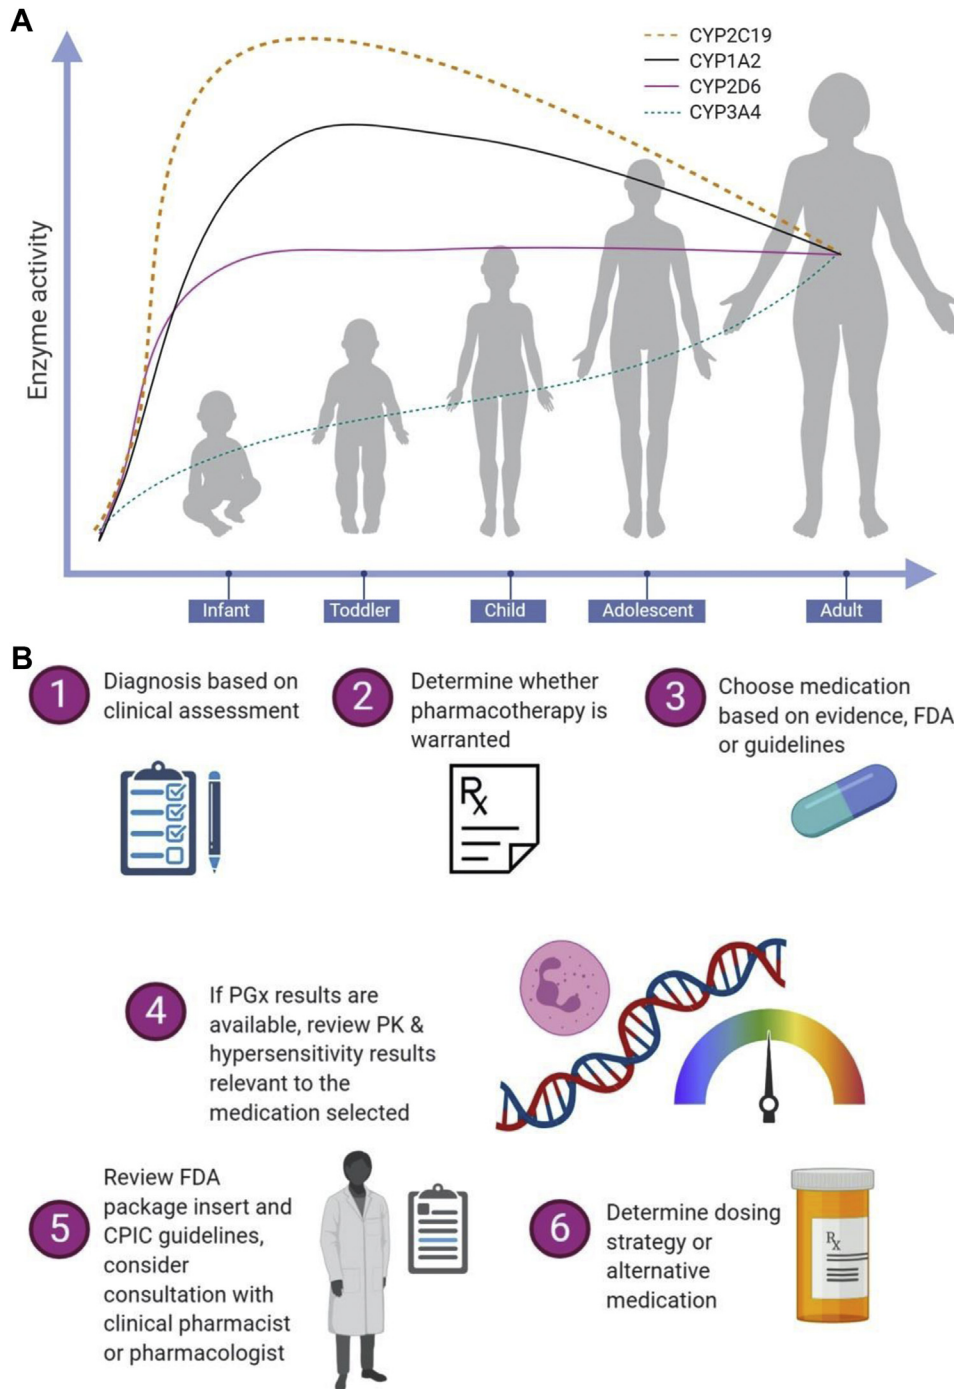 A
CYP2C19
CYP1A2
CYP2D6
CYP3A4
Enzyme activity
Infant
Toddler
Child
Adolescent
Adult
B
1
Diagnosis based on
clinical assessment
2
Determine whether
pharmacotherapy is
warranted
3
Choose medication
based on evidence, FDA
or guidelines
Rx
4
If PGx results are
available, review PK &
hypersensitivity results
relevant to the
medication selected
5
Review FDA
package insert and
CPIC guidelines,
consider
consultation with
clinical pharmacist
or pharmacologist
6
Determine dosing
strategy or
alternative
medication
Rx